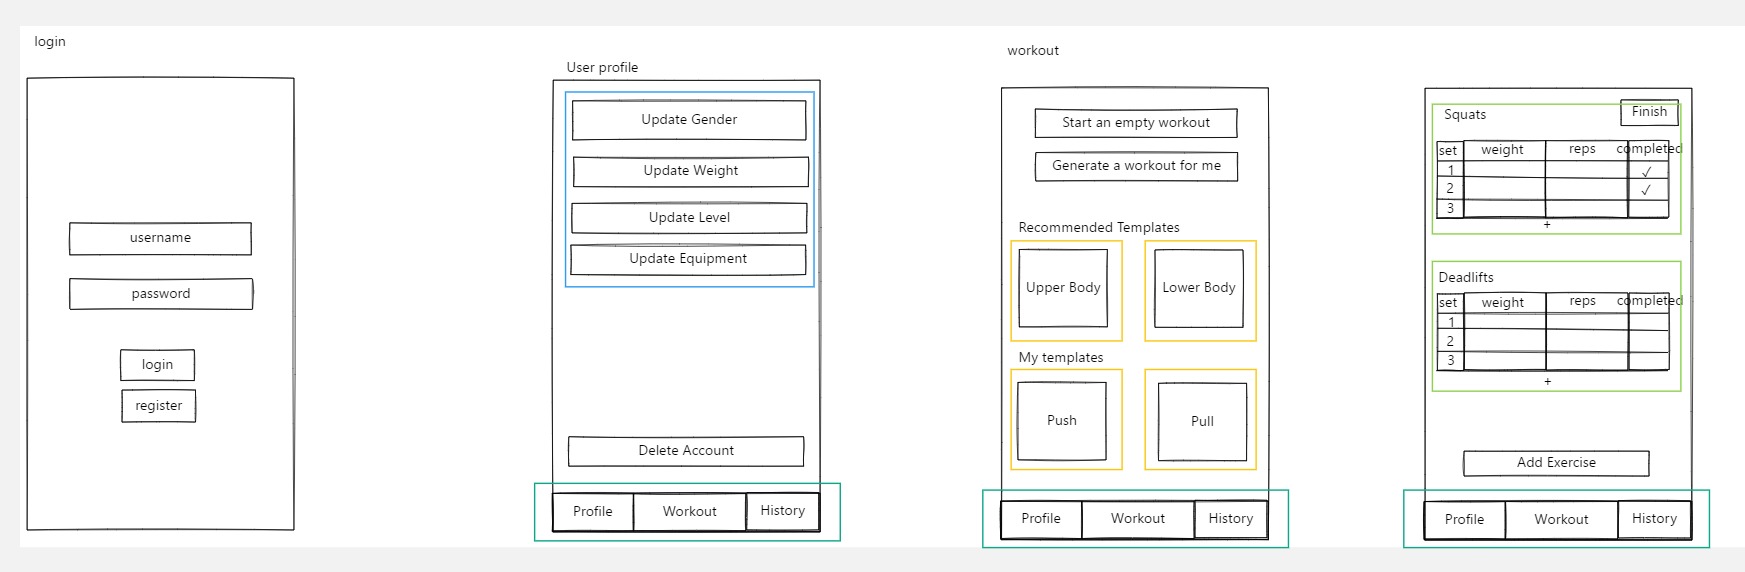 login
username
password
login
register
User profile
Update Gender
Update Weight
Update Level
Update Equipment
Delete Account
Profile Workout History
workout
Start an empty workout
Generate a workout for me
Recommended Templates
Upper Body Lower Body
My templates
Push Pull
Profile Workout History
Finish
Squats
set weight reps completed
1 ✓
2 ✓
3
+
Deadlifts
set weight reps completed
1
2
3
+
Add Exercise
Profile Workout History